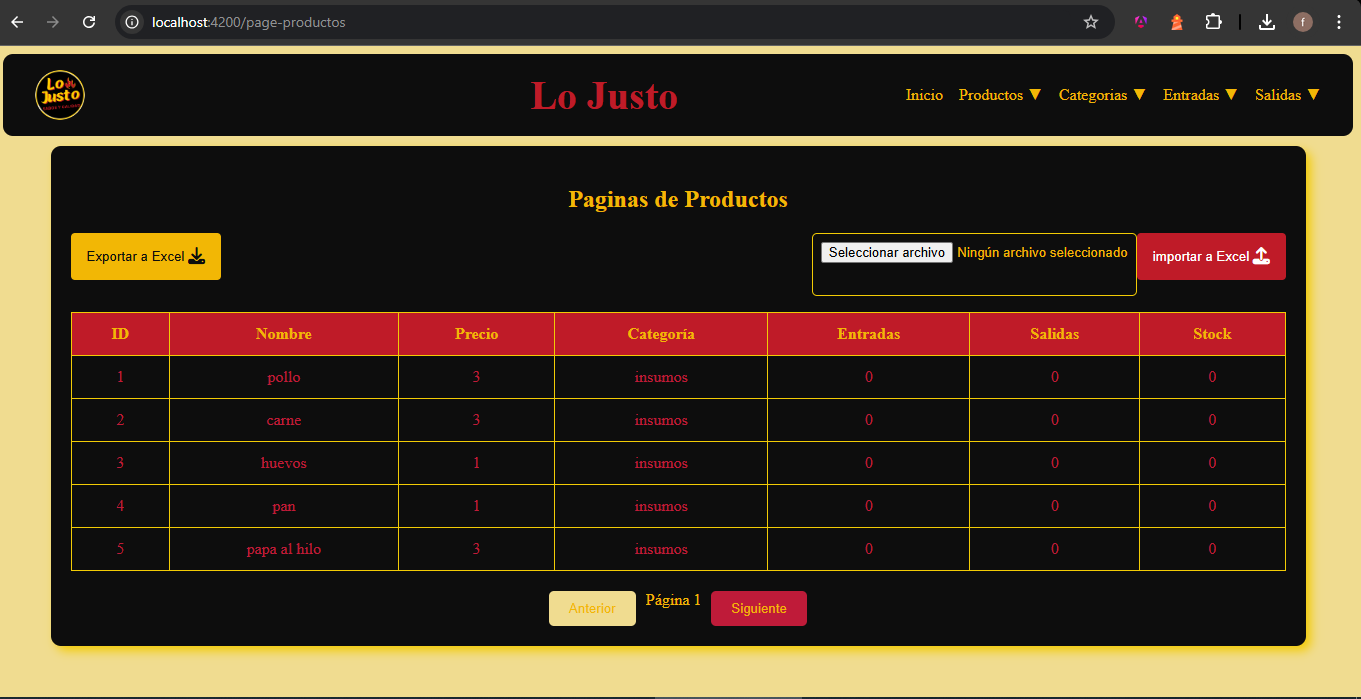 localhost:4200/page-productos
f
Lo
Justo
Lo Justo
Inicio Productos ▼ Categorias ▼ Entradas ▼ Salidas ▼
Paginas de Productos
Exportar a Excel
Seleccionar archivo Ningún archivo seleccionado
importar a Excel
ID Nombre Precio Categoría Entradas Salidas Stock
1 pollo 3 insumos 0 0 0
2 carne 3 insumos 0 0 0
3 huevos 1 insumos 0 0 0
4 pan 1 insumos 0 0 0
5 papa al hilo 3 insumos 0 0 0
Anterior Página 1 Siguiente